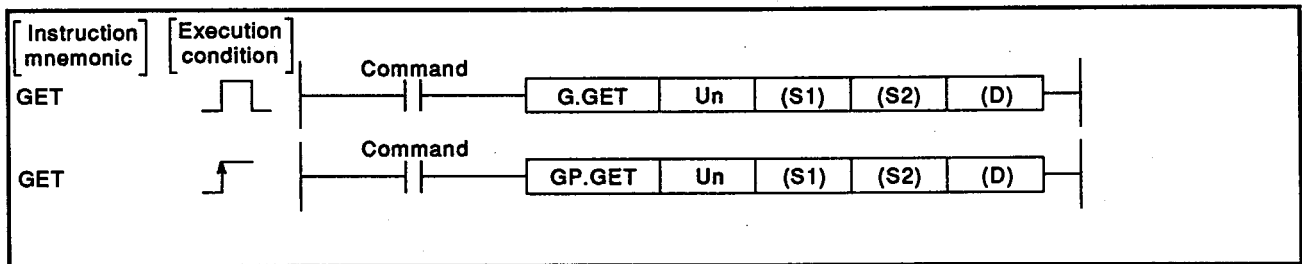 [Instruction mnemonic] [Execution condition]
Command
GET G.GET Un (S1) (S2) (D)
Command
GET GP.GET Un (S1) (S2) (D)